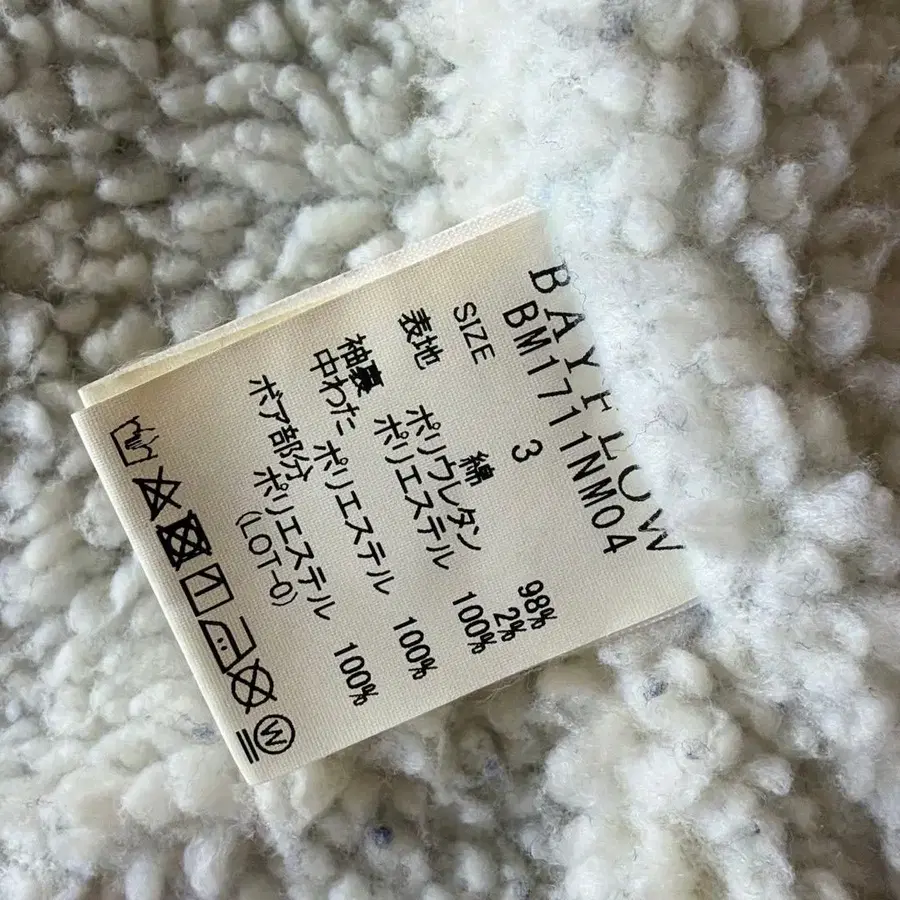 BAYFLOW
BM1711NM04
SIZE 3
表地 綿 98%
ポリウレタン 2%
袖裏 ポリエステル 100%
中わた ポリエステル 100%
ボア部分 ポリエステル 100%
(LOT-0)
W